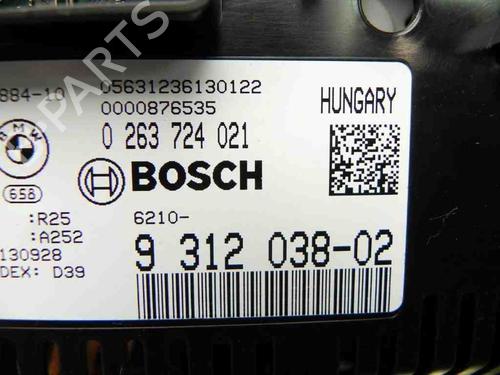 884-10
05631236130122
0000876535
HUNGARY
0 263 724 021
BMW
BOSCH
658
:R25
6210-
:A252
9 312 038-02
130928
DEX: D39
B-PARTS